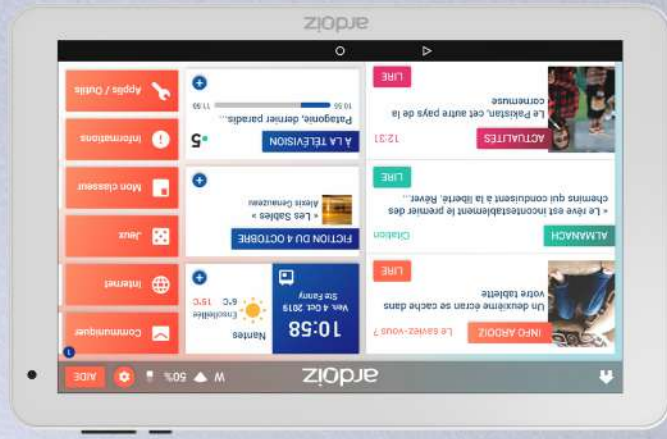 ardoiz
W
50%
AIDE
INFO ARDOIZ
Le saviez-vous ?
Un deuxième écran se cache dans
votre tablette
LIRE
10:58
Ven. 4 Oct. 2019
Ste Fanny
Nantes
Ensoleillée
6°C 15°C
1
Communiquer
ALMANACH
Citation
« Le rêve est incontestablement le premier des
chemins qui conduisent à la liberté. Rêver...
LIRE
FICTION DU 4 OCTOBRE
« Les Sables »
Alexis Genauzeau
Internet
Jeux
ACTUALITÉS
12:31
Le Pakistan, cet autre pays de la
cornemuse
LIRE
À LA TÉLÉVISION
5
Patagonie, dernier paradis...
10 55
11 55
Mon classeur
Informations
Applis / Outils
ardoiz